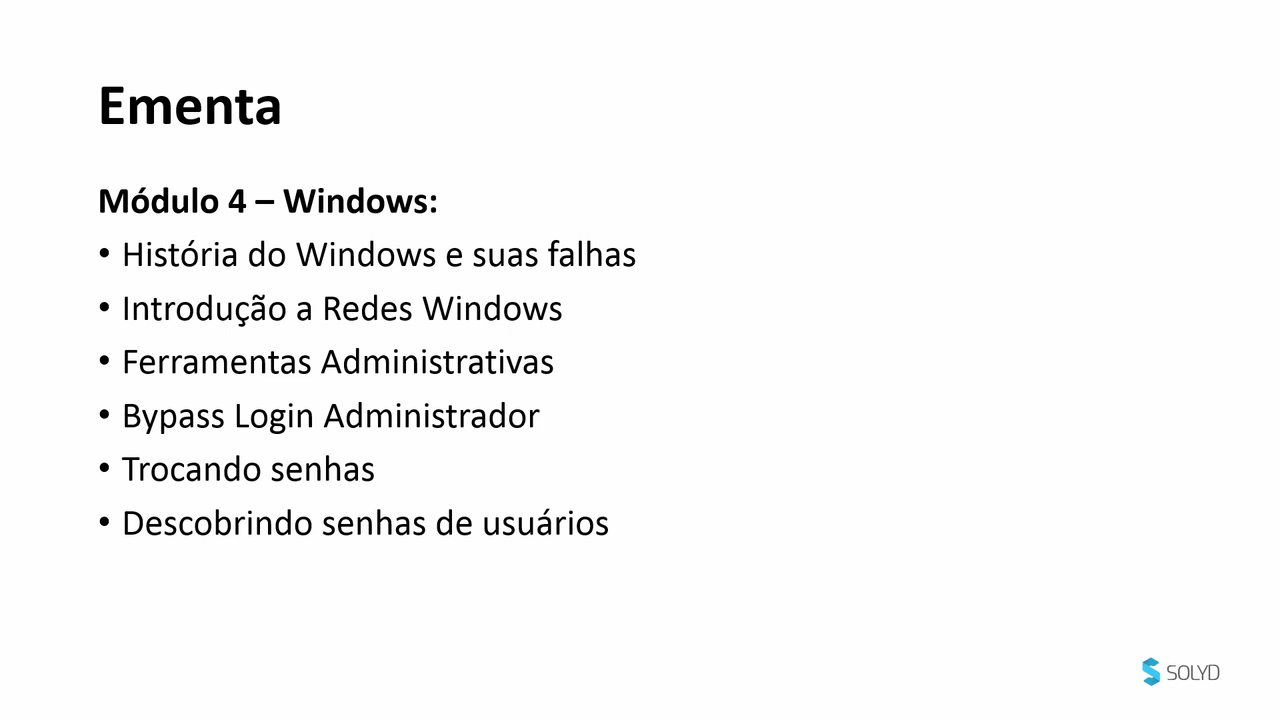 Ementa
Módulo 4 – Windows:
• História do Windows e suas falhas
• Introdução a Redes Windows
• Ferramentas Administrativas
• Bypass Login Administrador
• Trocando senhas
• Descobrindo senhas de usuários
SOLYD